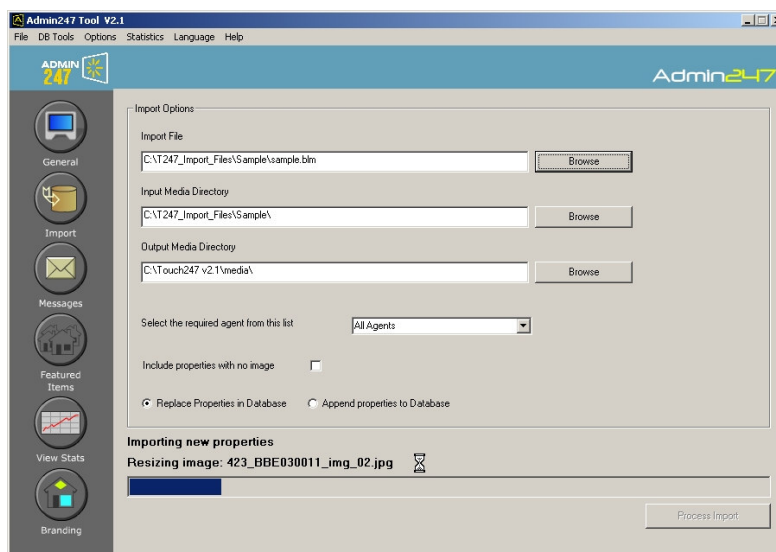 Admin247 Tool V2.1
File DB Tools Options Statistics Language Help
ADMIN
247
Admin247
General
Import
Messages
Featured
Items
View Stats
Branding
Import Options
Import File
C:\T247_Import_Files\Sample\sample.blm
Browse
Input Media Directory
C:\T247_Import_Files\Sample\
Browse
Output Media Directory
C:\Touch247 v2.1\media\
Browse
Select the required agent from this list
All Agents
Include properties with no image
Replace Properties in Database
Append properties to Database
Importing new properties
Resizing image: 423_BBE030011_img_02.jpg
Process Import